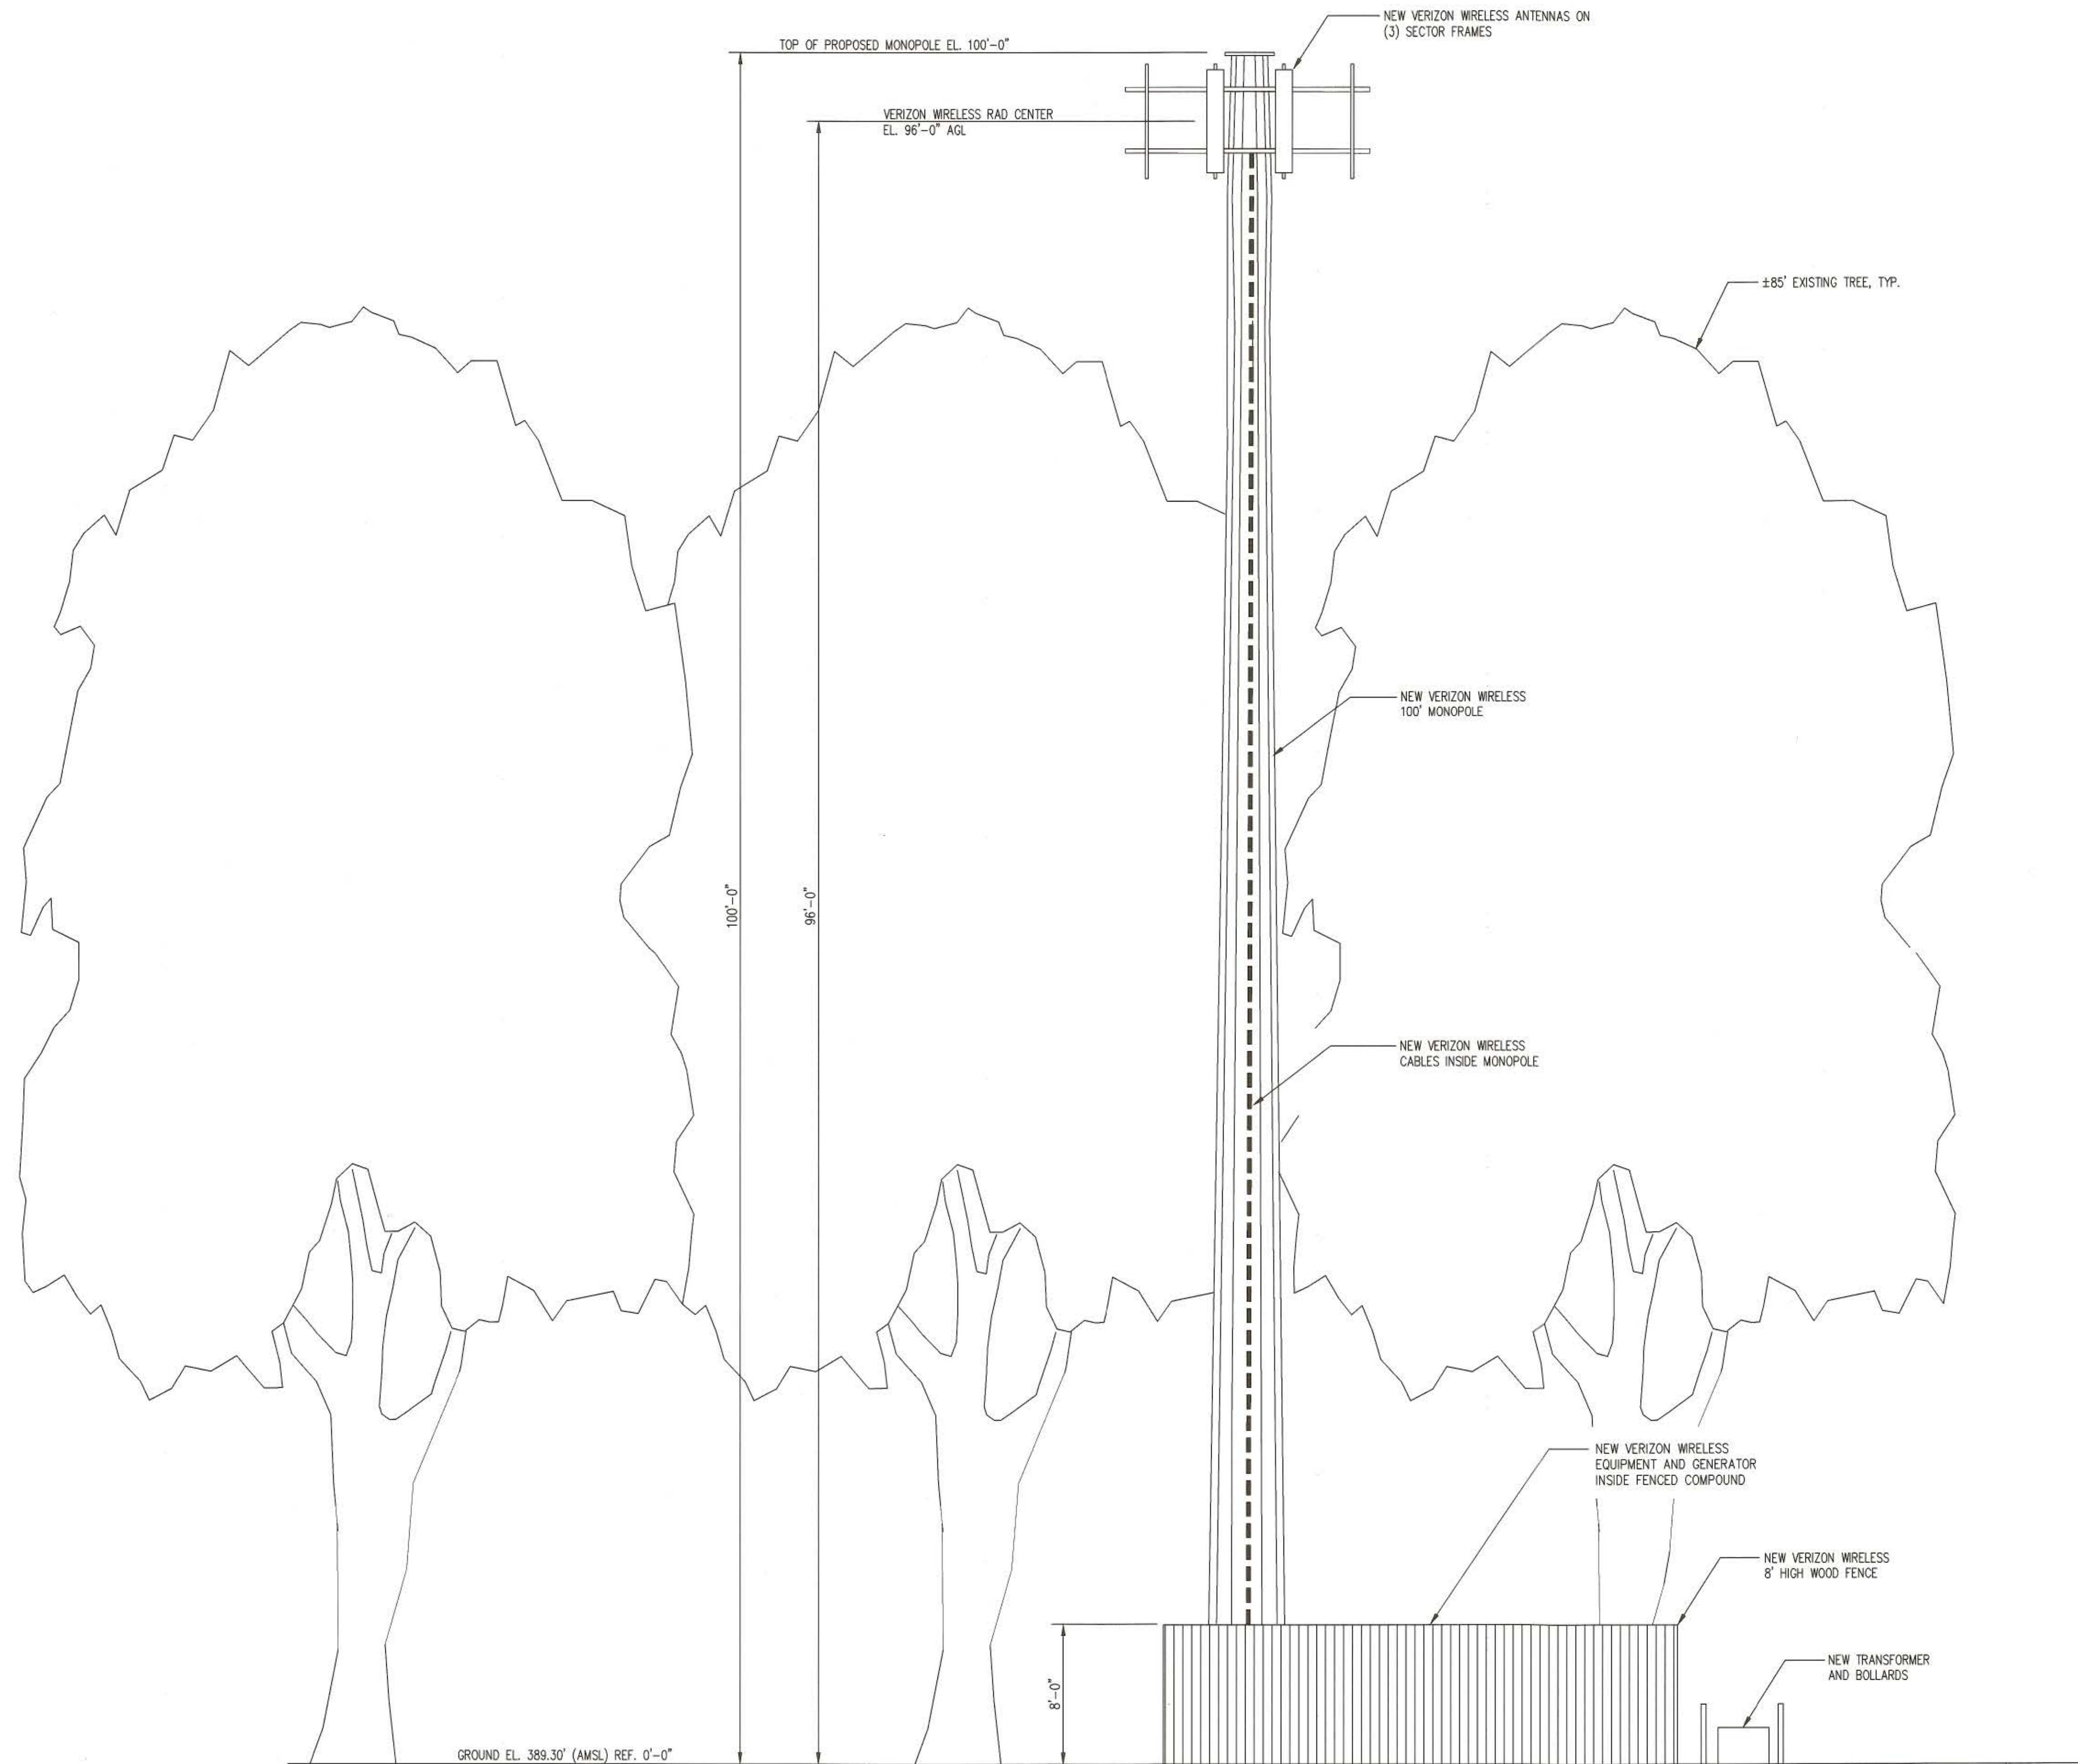 NEW VERIZON WIRELESS ANTENNAS ON
(3) SECTOR FRAMES
TOP OF PROPOSED MONOPOLE EL. 100'-0"
VERIZON WIRELESS RAD CENTER
EL. 96'-0" AGL
±85' EXISTING TREE, TYP.
NEW VERIZON WIRELESS
100' MONOPOLE
100'-0"
96'-0"
NEW VERIZON WIRELESS
CABLES INSIDE MONOPOLE
NEW VERIZON WIRELESS
EQUIPMENT AND GENERATOR
INSIDE FENCED COMPOUND
NEW VERIZON WIRELESS
8' HIGH WOOD FENCE
NEW TRANSFORMER
AND BOLLARDS
8'-0"
GROUND EL. 389.30' (AMSL) REF. 0'-0"